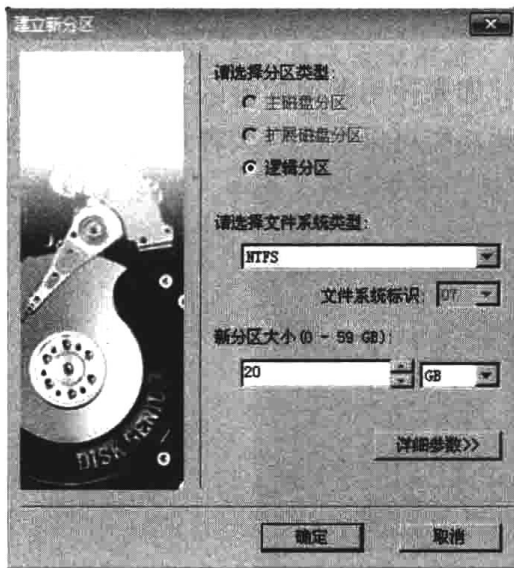 建立新分区
请选择分区类型:
主磁盘分区
扩展磁盘分区
逻辑分区
请选择文件系统类型:
NTFS
文件系统标识: 07
新分区大小(0 - 59 GB):
20 GB
详细参数>>
DISKGENIUS
确定 取消